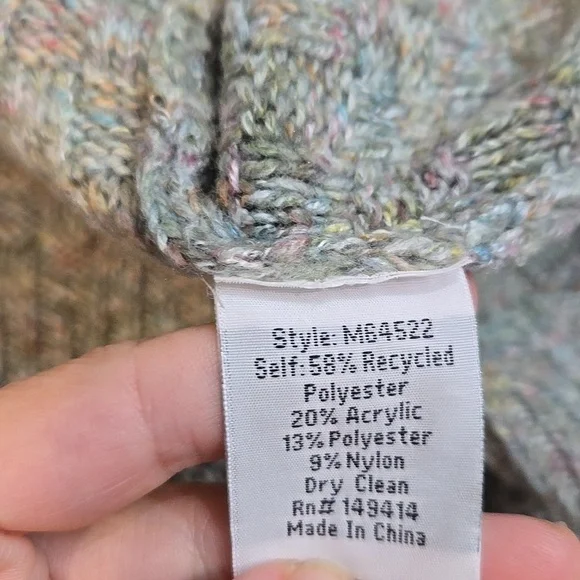 Style: M64522
Self: 58% Recycled
Polyester
20% Acrylic
13% Polyester
9% Nylon
Dry Clean
Rn# 149414
Made In China